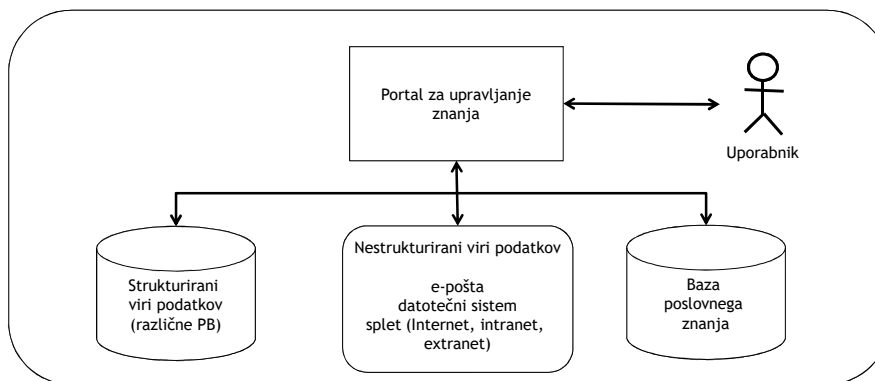 Portal za upravljanje
znanja
Uporabnik
Strukturirani
viri podatkov
(različne PB)
Nestrukturirani viri podatkov
e-pošta
datotečni sistem
splet (Internet, intranet,
extranet)
Baza
poslovnega
znanja